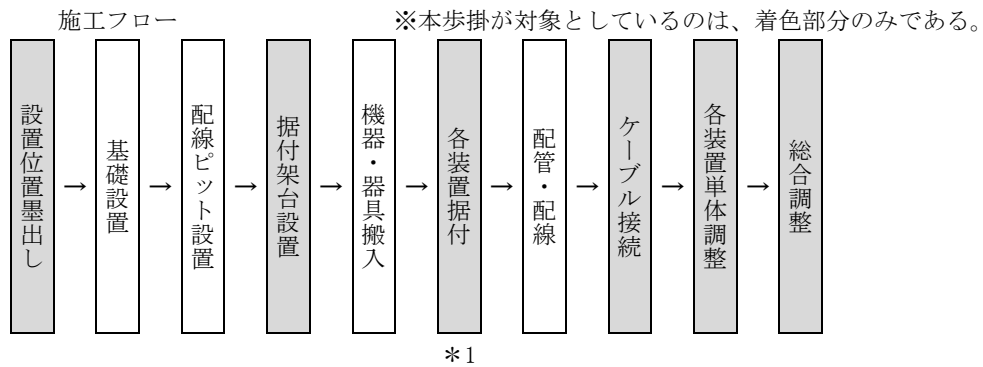 施工フロー
※本歩掛が対象としているのは、着色部分のみである。
設置位置墨出し
→
基礎設置
→
配線ピット設置
→
据付架台設置
→
機器・器具搬入
→
各装置据付
→
配管・配線
→
ケーブル接続
→
各装置単体調整
→
総合調整
＊1